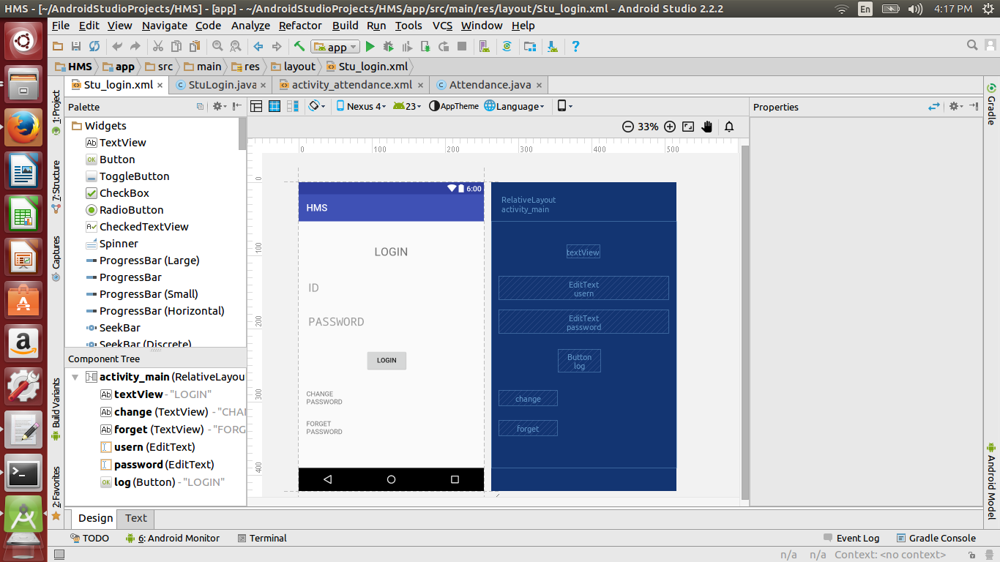 HMS - [~/AndroidStudioProjects/HMS] - [app] - ~/AndroidStudioProjects/HMS/app/src/main/res/layout/Stu_login.xml - Android Studio 2.2.2
En
4:17 PM
File Edit View Navigate Code Analyze Refactor Build Run Tools VCS Window Help
app
HMS app src main res layout Stu_login.xml
Stu_login.xml StuLogin.java activity_attendance.xml Attendance.java
1: Project
7: Structure
Captures
Build Variants
2: Favorites
Palette
Widgets
Ab TextView
OK Button
ToggleButton
CheckBox
RadioButton
CheckedTextView
Spinner
ProgressBar (Large)
ProgressBar
ProgressBar (Small)
ProgressBar (Horizontal)
SeekBar
SeekBar (Discrete)
Component Tree
activity_main (RelativeLayou
Ab textView - "LOGIN"
Ab change (TextView) - "CHAI
Ab forget (TextView) - "FORG
usern (EditText)
password (EditText)
OK log (Button) - "LOGIN"
Nexus 4 23 AppTheme Language
33%
0 100 200 300 400 500
0
100
200
300
400
6:00
HMS
LOGIN
ID
PASSWORD
LOGIN
CHANGE
PASSWORD
FORGET
PASSWORD
RelativeLayout
activity_main
textView
EditText
usern
EditText
password
Button
log
change
forget
Properties
Gradle
Android Model
Design Text
TODO 6: Android Monitor Terminal
Event Log Gradle Console
n/a n/a Context: <no context>